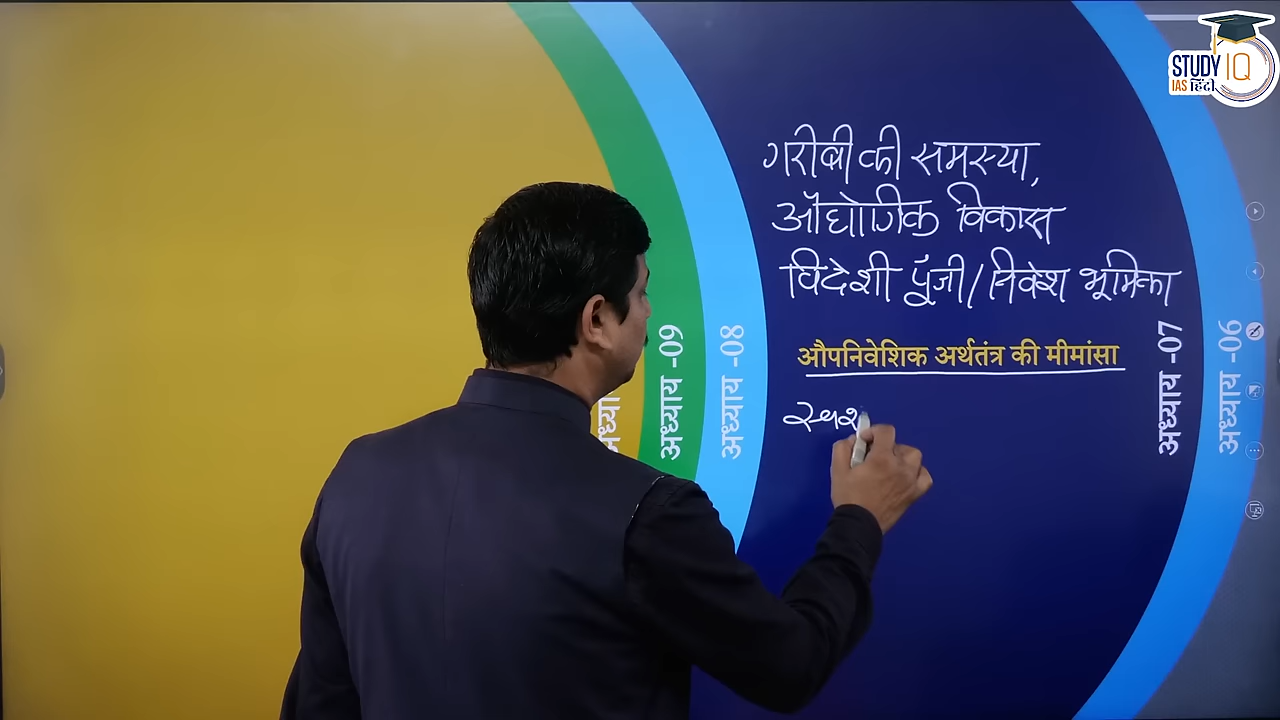 STUDY IQ
IAS हिंदी
गरीबी की समस्या,
औद्योगिक विकास
विदेशी पूंजी/निवेश भूमिका
औपनिवेशिक अर्थतंत्र की मीमांसा
अध्याय -09
अध्याय -08
अध्याय -07
अध्याय -06